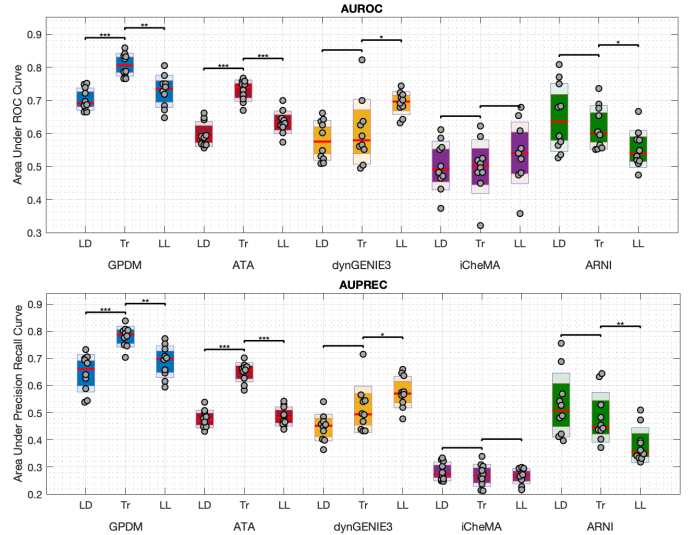 AUROC
Area Under ROC Curve
0.9
0.8
0.7
0.6
0.5
0.4
0.3
*** ** *** *** * *
LD Tr LL LD Tr LL LD Tr LL LD Tr LL LD Tr LL
GPDM ATA dynGENIE3 iCheMA ARNI
AUPREC
Area Under Precision Recall Curve
0.9
0.8
0.7
0.6
0.5
0.4
0.3
0.2
*** ** *** *** * **
LD Tr LL LD Tr LL LD Tr LL LD Tr LL LD Tr LL
GPDM ATA dynGENIE3 iCheMA ARNI